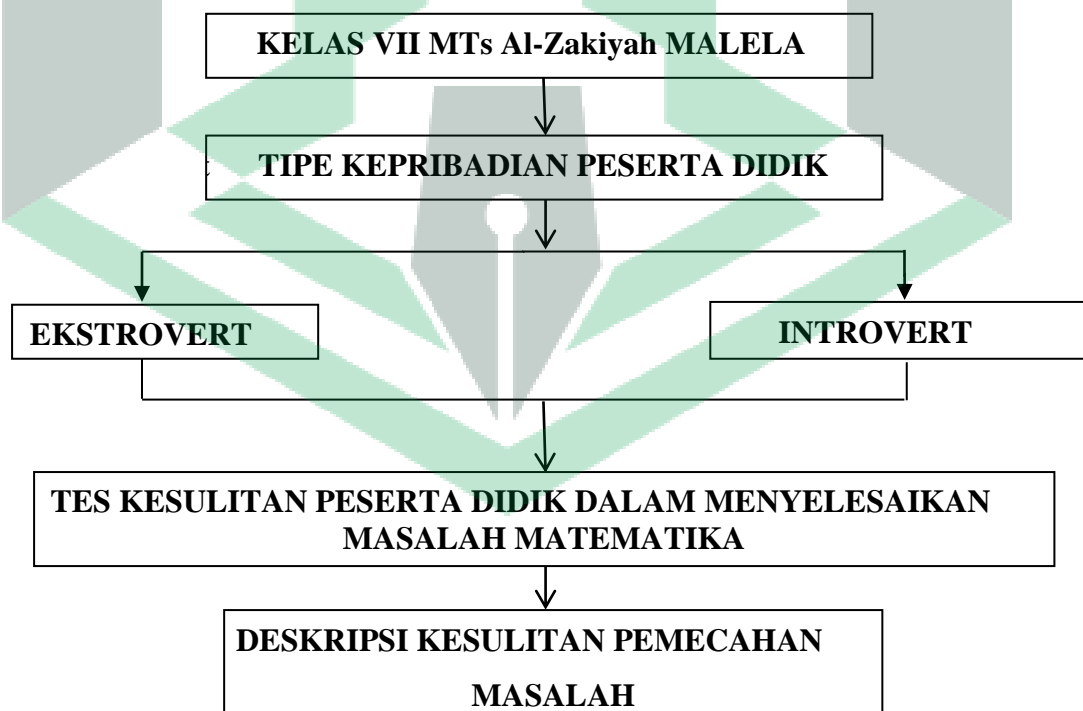 KELAS VII MTs Al-Zakiyah MALELA
TIPE KEPRIBADIAN PESERTA DIDIK
EKSTROVERT
INTROVERT
TES KESULITAN PESERTA DIDIK DALAM MENYELESAIKAN
MASALAH MATEMATIKA
DESKRIPSI KESULITAN PEMECAHAN
MASALAH